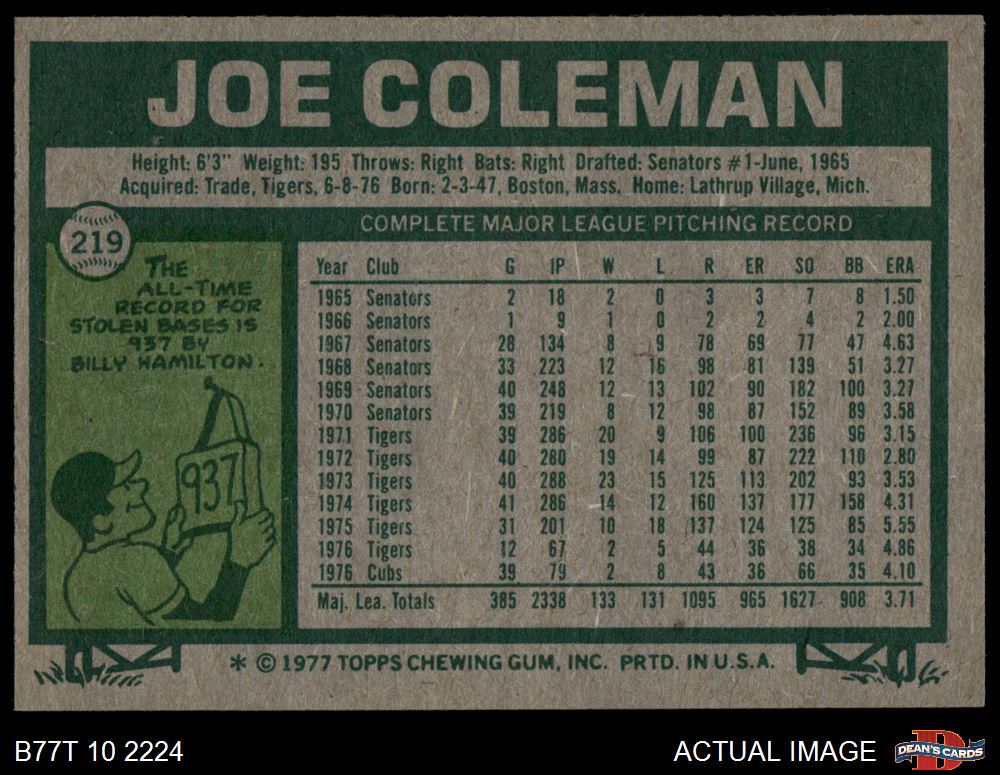 JOE COLEMAN
Height: 6'3" Weight: 195 Throws: Right Bats: Right Drafted: Senators #1-June, 1965
Acquired: Trade, Tigers, 6-8-76 Born: 2-3-47, Boston, Mass. Home: Lathrup Village, Mich.
219
THE
ALL-TIME
RECORD FOR
STOLEN BASES IS
937 BY
BILLY HAMILTON.
937
COMPLETE MAJOR LEAGUE PITCHING RECORD
Year Club G IP W L R ER SO BB ERA
1965 Senators 2 18 2 0 3 3 7 8 1.50
1966 Senators 1 9 1 0 2 2 4 2 2.00
1967 Senators 28 134 8 9 78 69 77 47 4.63
1968 Senators 33 223 12 16 98 81 139 51 3.27
1969 Senators 40 248 12 13 102 90 182 100 3.27
1970 Senators 39 219 8 12 98 87 152 89 3.58
1971 Tigers 39 286 20 9 106 100 236 96 3.15
1972 Tigers 40 280 19 14 99 87 222 110 2.80
1973 Tigers 40 288 23 15 125 113 202 93 3.53
1974 Tigers 41 286 14 12 160 137 177 158 4.31
1975 Tigers 31 201 10 18 137 124 125 85 5.55
1976 Tigers 12 67 2 5 44 36 38 34 4.86
1976 Cubs 39 79 2 8 43 36 66 35 4.10
Maj. Lea. Totals 385 2338 133 131 1095 965 1627 908 3.71
* © 1977 TOPPS CHEWING GUM, INC. PRTD. IN U.S.A.
B77T 10 2224
ACTUAL IMAGE
D
DEAN'S CARDS